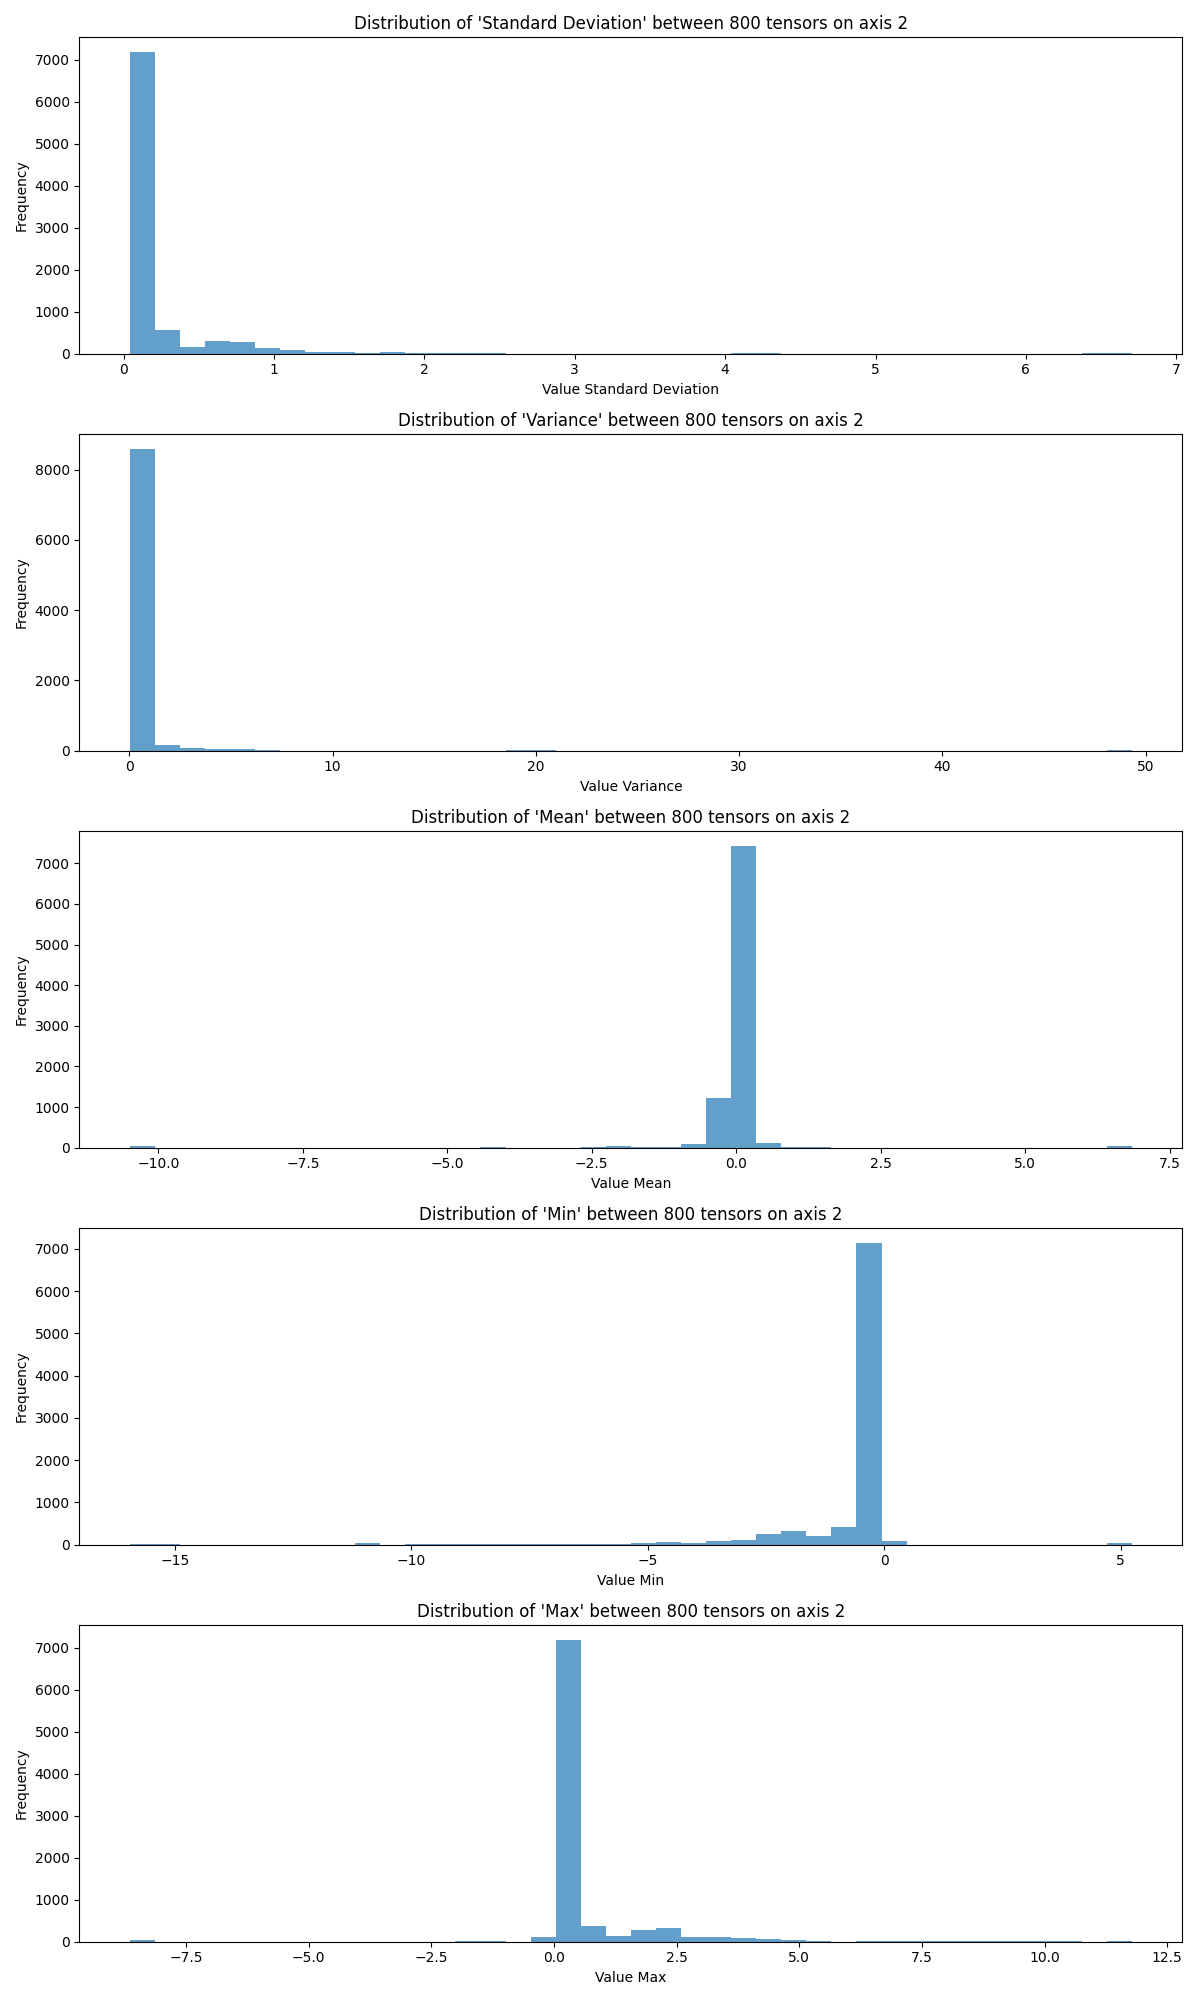 Distribution of 'Standard Deviation' between 800 tensors on axis 2
7000
6000
5000
4000
3000
2000
1000
0
Frequency
0 1 2 3 4 5 6 7
Value Standard Deviation
Distribution of 'Variance' between 800 tensors on axis 2
8000
6000
4000
2000
0
Frequency
0 10 20 30 40 50
Value Variance
Distribution of 'Mean' between 800 tensors on axis 2
7000
6000
5000
4000
3000
2000
1000
0
Frequency
−10.0 −7.5 −5.0 −2.5 0.0 2.5 5.0 7.5
Value Mean
Distribution of 'Min' between 800 tensors on axis 2
7000
6000
5000
4000
3000
2000
1000
0
Frequency
−15 −10 −5 0 5
Value Min
Distribution of 'Max' between 800 tensors on axis 2
7000
6000
5000
4000
3000
2000
1000
0
Frequency
−7.5 −5.0 −2.5 0.0 2.5 5.0 7.5 10.0 12.5
Value Max